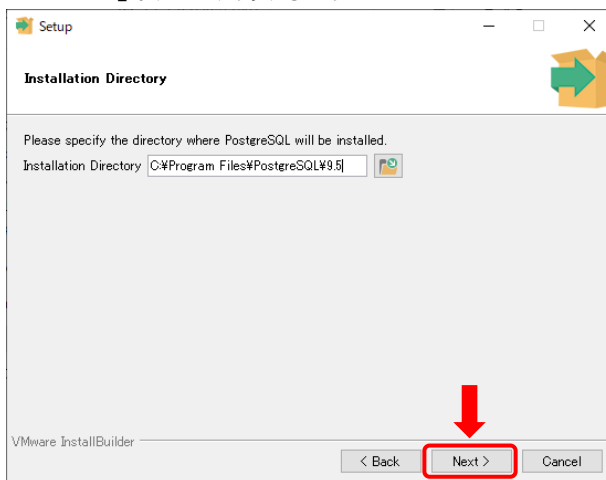 Setup
Installation Directory
Please specify the directory where PostgreSQL will be installed.
Installation Directory C:¥Program Files¥PostgreSQL¥9.5
VMware InstallBuilder
< Back Next > Cancel